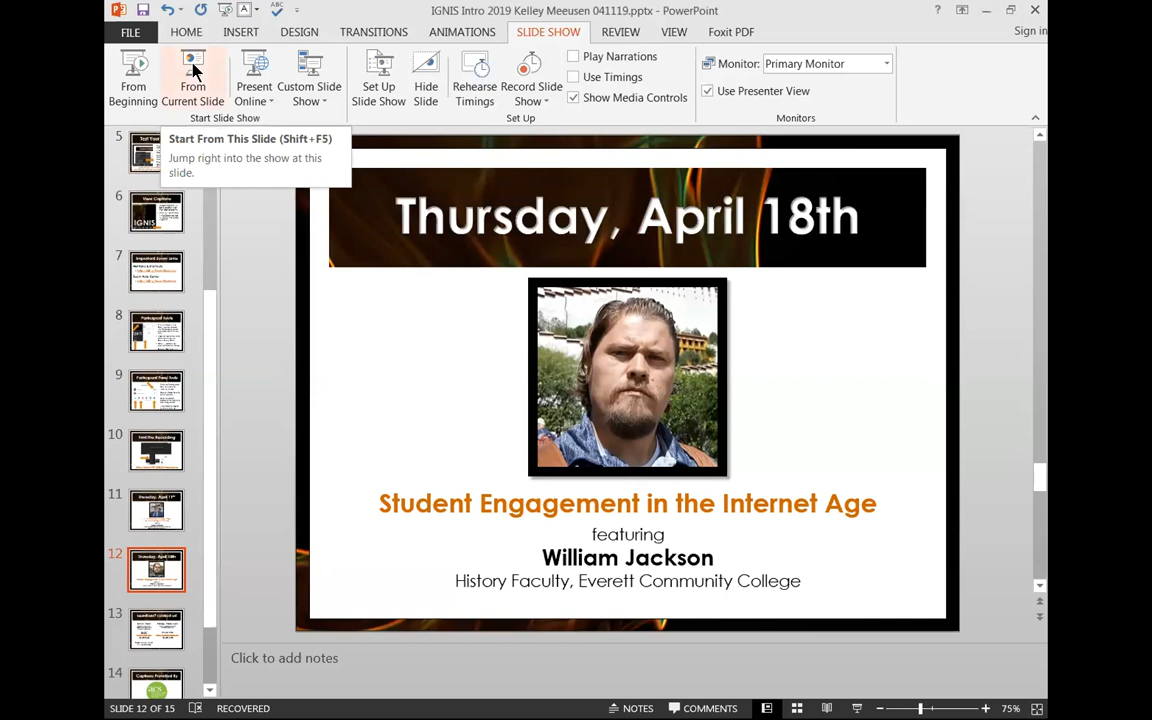 IGNIS Intro 2019 Kelley Meeusen 041119.pptx - PowerPoint
Sign in
FILE HOME INSERT DESIGN TRANSITIONS ANIMATIONS SLIDE SHOW REVIEW VIEW Foxit PDF
From Beginning
From Current Slide
Present Online
Custom Slide Show
Start Slide Show
Set Up Slide Show
Hide Slide
Rehearse Timings
Record Slide Show
Play Narrations
Use Timings
Show Media Controls
Set Up
Monitor: Primary Monitor
Use Presenter View
Monitors
Start From This Slide (Shift+F5)
Jump right into the show at this
slide.
5
6
7
8
9
10
11
12
13
14
IGNIS
Thursday, April 18th
Student Engagement in the Internet Age
featuring
William Jackson
History Faculty, Everett Community College
Click to add notes
SLIDE 12 OF 15 RECOVERED NOTES COMMENTS 75%